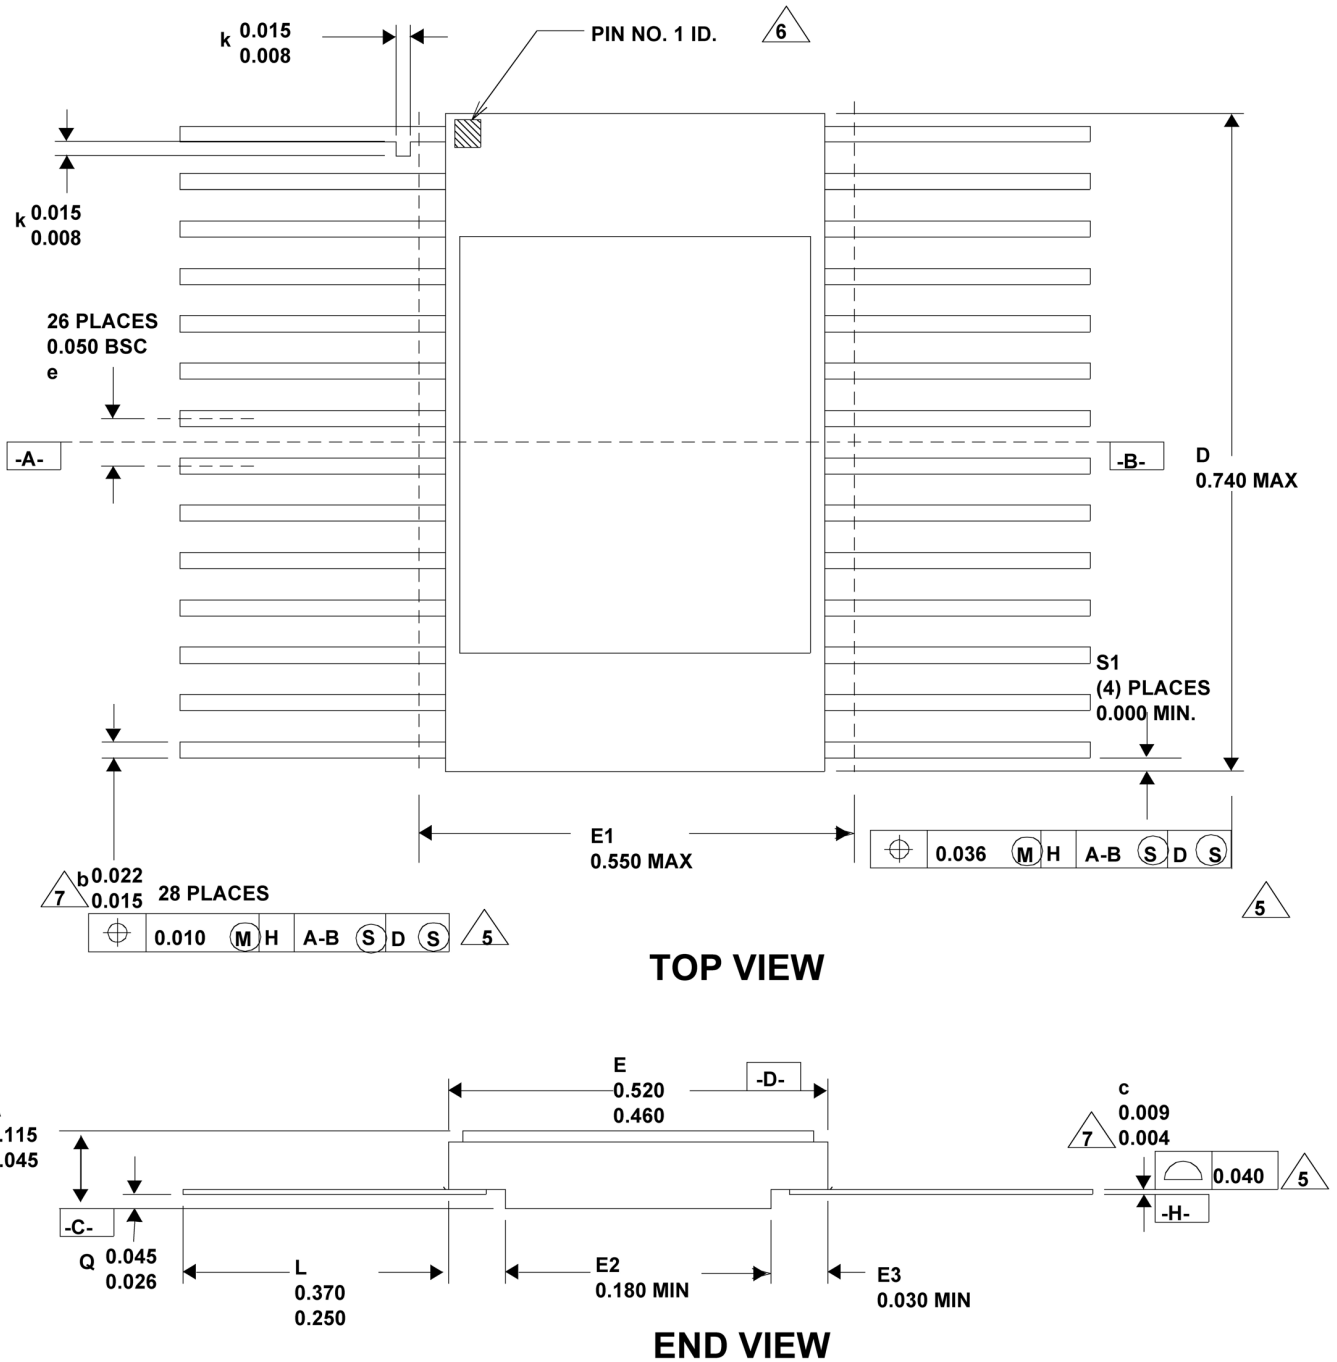 k 0.015
0.008
PIN NO. 1 ID.
6
k 0.015
0.008
26 PLACES
0.050 BSC
e
-A-
-B-
D
0.740 MAX
S1
(4) PLACES
0.000 MIN.
E1
0.550 MAX
0.036 M H A-B S D S
5
7 b 0.022
0.015 28 PLACES
0.010 M H A-B S D S 5
TOP VIEW
E
0.520
0.460
-D-
c
0.009
0.004
7
.115
.045
0.040 5
-C-
-H-
Q 0.045
0.026
L
0.370
0.250
E2
0.180 MIN
E3
0.030 MIN
END VIEW